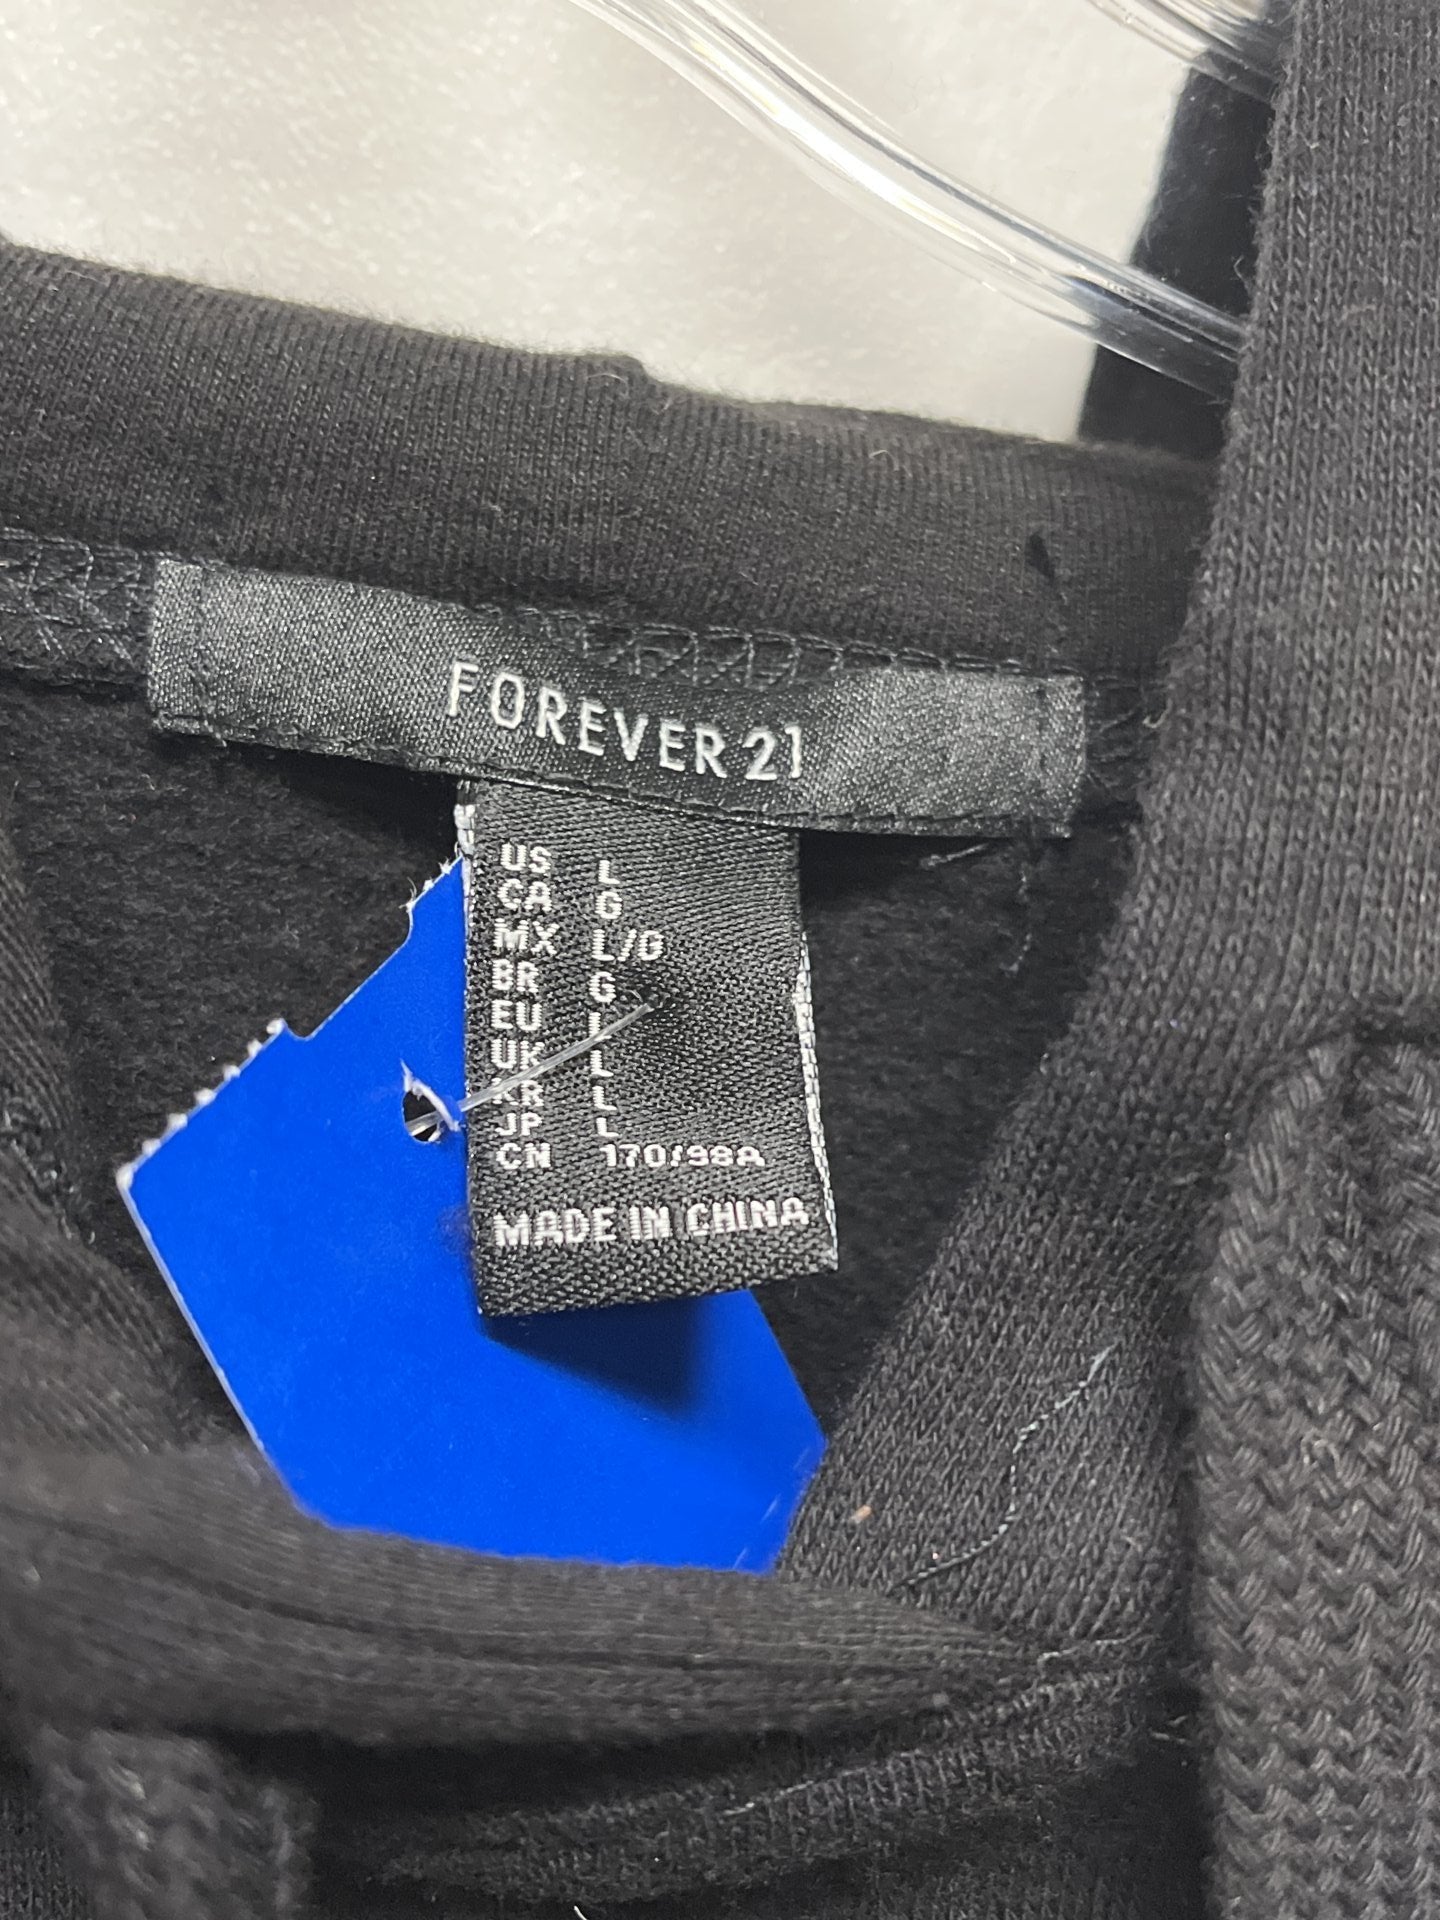 FOREVER 21
US L
CA G
MX L/G
BR G
EU L
UK L
KR L
JP L
CN 170/98A
MADE IN CHINA